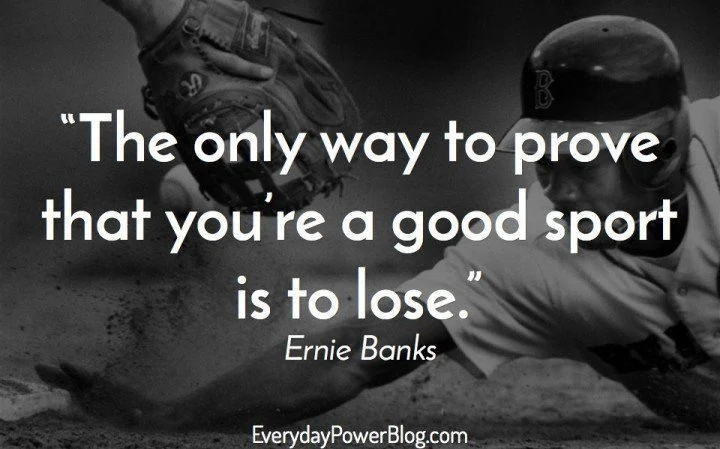 “The only way to prove
that you’re a good sport
is to lose.”
Ernie Banks
B
EverydayPowerBlog.com